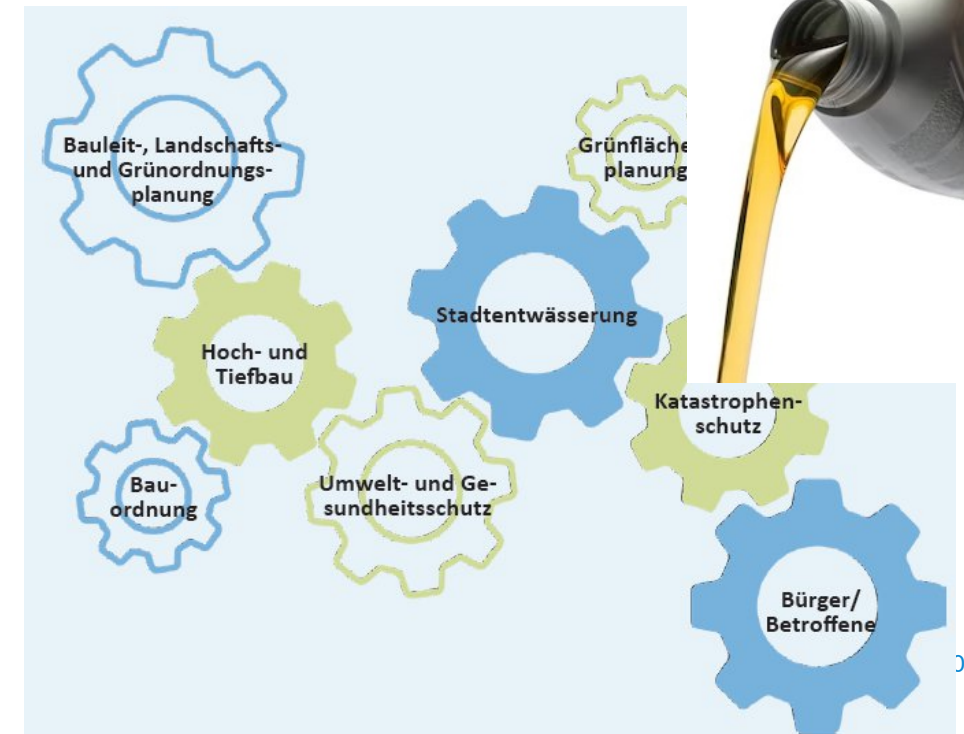 Bauleit-, Landschafts-
und Grünordnungs-
planung
Grünfläche
planung
Stadtentwässerung
Hoch- und
Tiefbau
Katastrophen-
schutz
Umwelt- und Ge-
sundheitsschutz
Bau-
ordnung
Bürger/
Betroffene